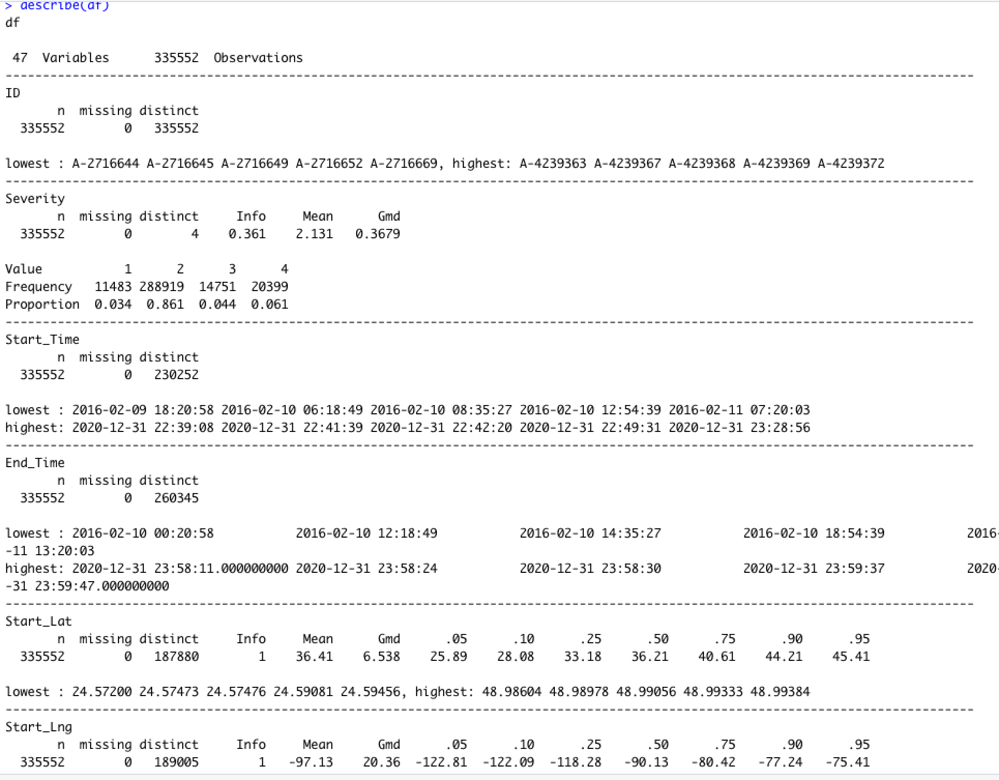 > describe(df)
df
47 Variables 335552 Observations
--------------------------------------------------------------------------------------------------------------------------------
ID
n missing distinct
335552 0 335552
lowest : A-2716644 A-2716645 A-2716649 A-2716652 A-2716669, highest: A-4239363 A-4239367 A-4239368 A-4239369 A-4239372
--------------------------------------------------------------------------------------------------------------------------------
Severity
n missing distinct Info Mean Gmd
335552 0 4 0.361 2.131 0.3679
Value 1 2 3 4
Frequency 11483 288919 14751 20399
Proportion 0.034 0.861 0.044 0.061
--------------------------------------------------------------------------------------------------------------------------------
Start_Time
n missing distinct
335552 0 230252
lowest : 2016-02-09 18:20:58 2016-02-10 06:18:49 2016-02-10 08:35:27 2016-02-10 12:54:39 2016-02-11 07:20:03
highest: 2020-12-31 22:39:08 2020-12-31 22:41:39 2020-12-31 22:42:20 2020-12-31 22:49:31 2020-12-31 23:28:56
--------------------------------------------------------------------------------------------------------------------------------
End_Time
n missing distinct
335552 0 260345
lowest : 2016-02-10 00:20:58 2016-02-10 12:18:49 2016-02-10 14:35:27 2016-02-10 18:54:39 2016-
-11 13:20:03
highest: 2020-12-31 23:58:11.000000000 2020-12-31 23:58:24 2020-12-31 23:58:30 2020-12-31 23:59:37 2020-
-31 23:59:47.000000000
--------------------------------------------------------------------------------------------------------------------------------
Start_Lat
n missing distinct Info Mean Gmd .05 .10 .25 .50 .75 .90 .95
335552 0 187880 1 36.41 6.538 25.89 28.08 33.18 36.21 40.61 44.21 45.41
lowest : 24.57200 24.57473 24.57476 24.59081 24.59456, highest: 48.98604 48.98978 48.99056 48.99333 48.99384
--------------------------------------------------------------------------------------------------------------------------------
Start_Lng
n missing distinct Info Mean Gmd .05 .10 .25 .50 .75 .90 .95
335552 0 189005 1 -97.13 20.36 -122.81 -122.09 -118.28 -90.13 -80.42 -77.24 -75.41